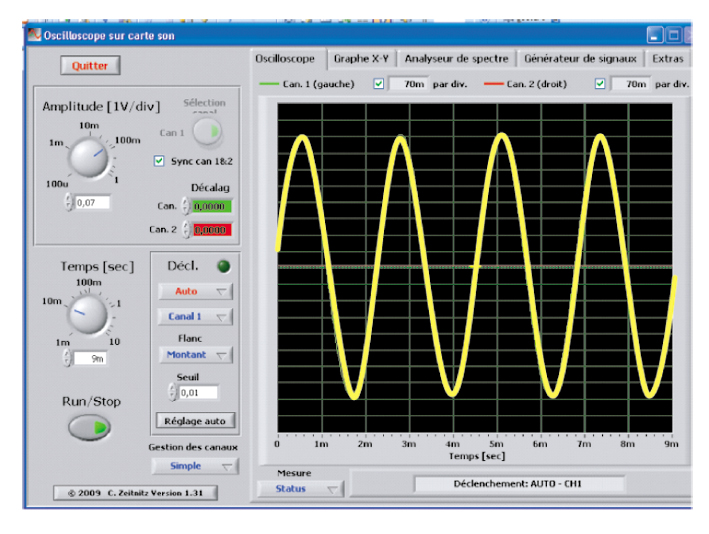 Oscilloscope sur carte son
Quitter
Amplitude [1V/div]
Sélection
canal
10m
1m
100m
100u
1
0,07
Can 1
Sync can 1&2
Décalag
Can.
0,0000
Can. 2
0,0000
Temps [sec]
100m
10m
1
1m
10
9m
Run/Stop
Décl.
Auto
Canal 1
Flanc
Montant
Seuil
0,01
Réglage auto
Gestion des canaux
Simple
© 2009 C. Zeitnitz Version 1.31
Oscilloscope Graphe X-Y Analyseur de spectre Générateur de signaux Extras
Can. 1 (gauche) 70m par div. Can. 2 (droit) 70m par div.
0 1m 2m 3m 4m 5m 6m 7m 8m 9m
Temps [sec]
Mesure
Status
Déclenchement: AUTO - CH1